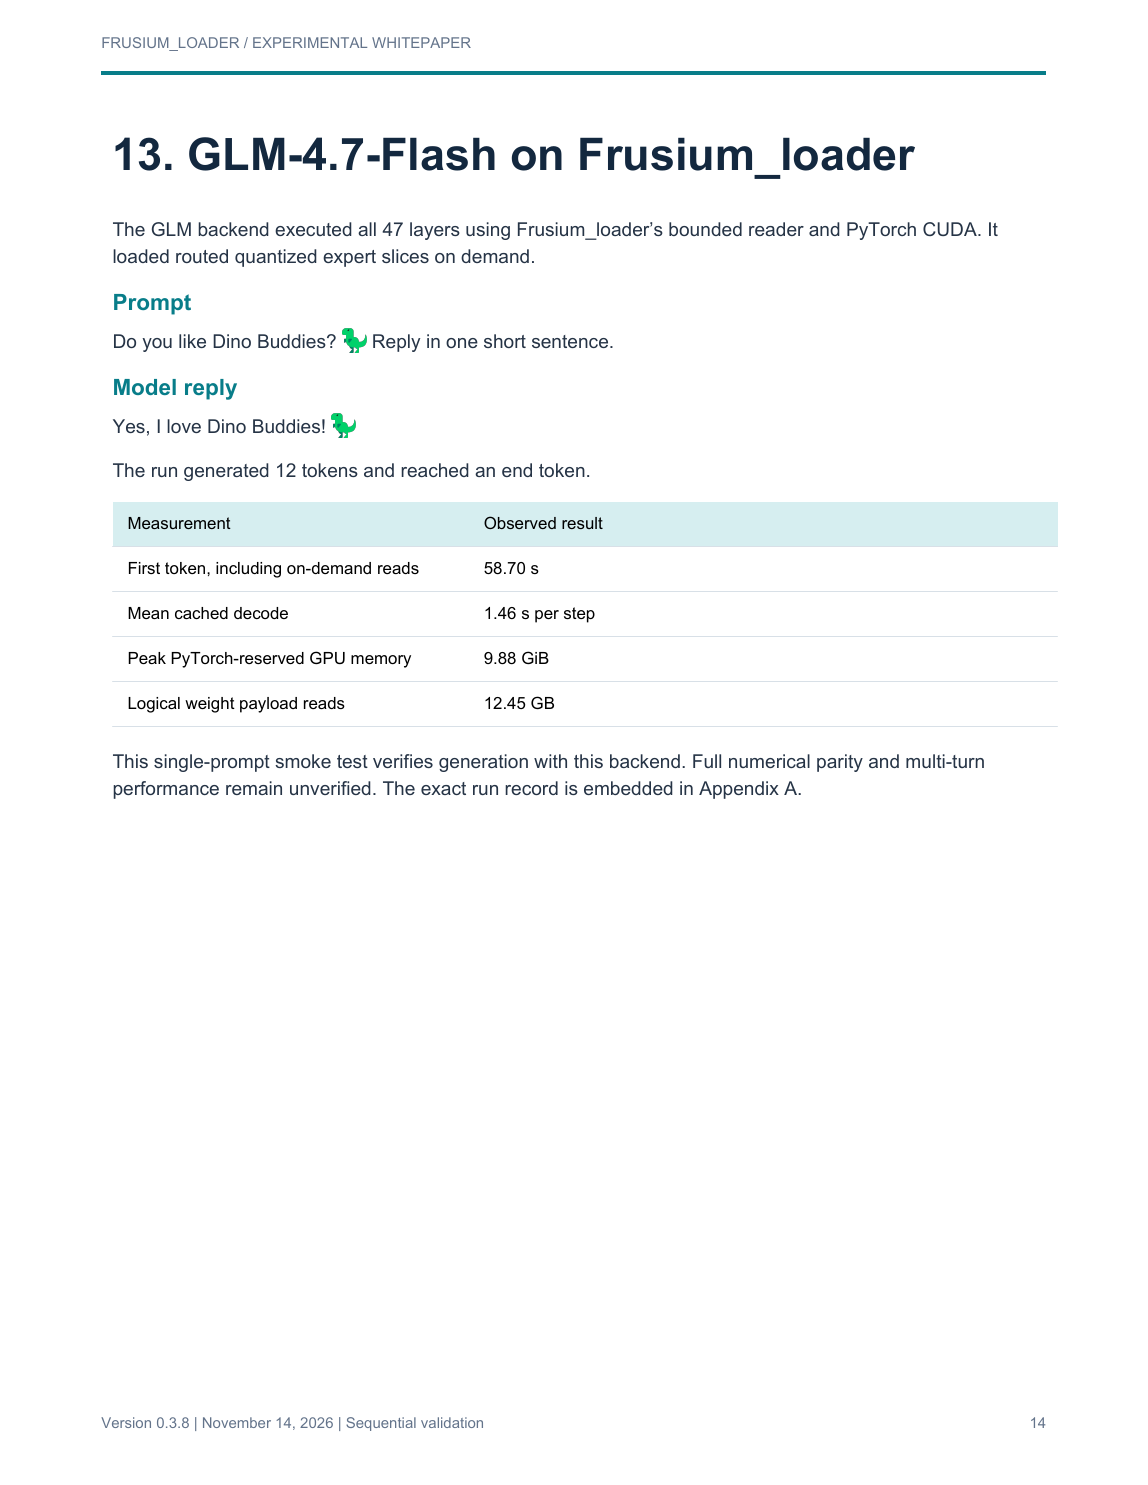 FRUSIUM_LOADER / EXPERIMENTAL WHITEPAPER
13. GLM-4.7-Flash on Frusium_loader
The GLM backend executed all 47 layers using Frusium_loader’s bounded reader and PyTorch CUDA. It
loaded routed quantized expert slices on demand.
Prompt
Do you like Dino Buddies? 🦖 Reply in one short sentence.
Model reply
Yes, I love Dino Buddies! 🦖
The run generated 12 tokens and reached an end token.
Measurement Observed result
First token, including on-demand reads 58.70 s
Mean cached decode 1.46 s per step
Peak PyTorch-reserved GPU memory 9.88 GiB
Logical weight payload reads 12.45 GB
This single-prompt smoke test verifies generation with this backend. Full numerical parity and multi-turn
performance remain unverified. The exact run record is embedded in Appendix A.
Version 0.3.8 | November 14, 2026 | Sequential validation 14